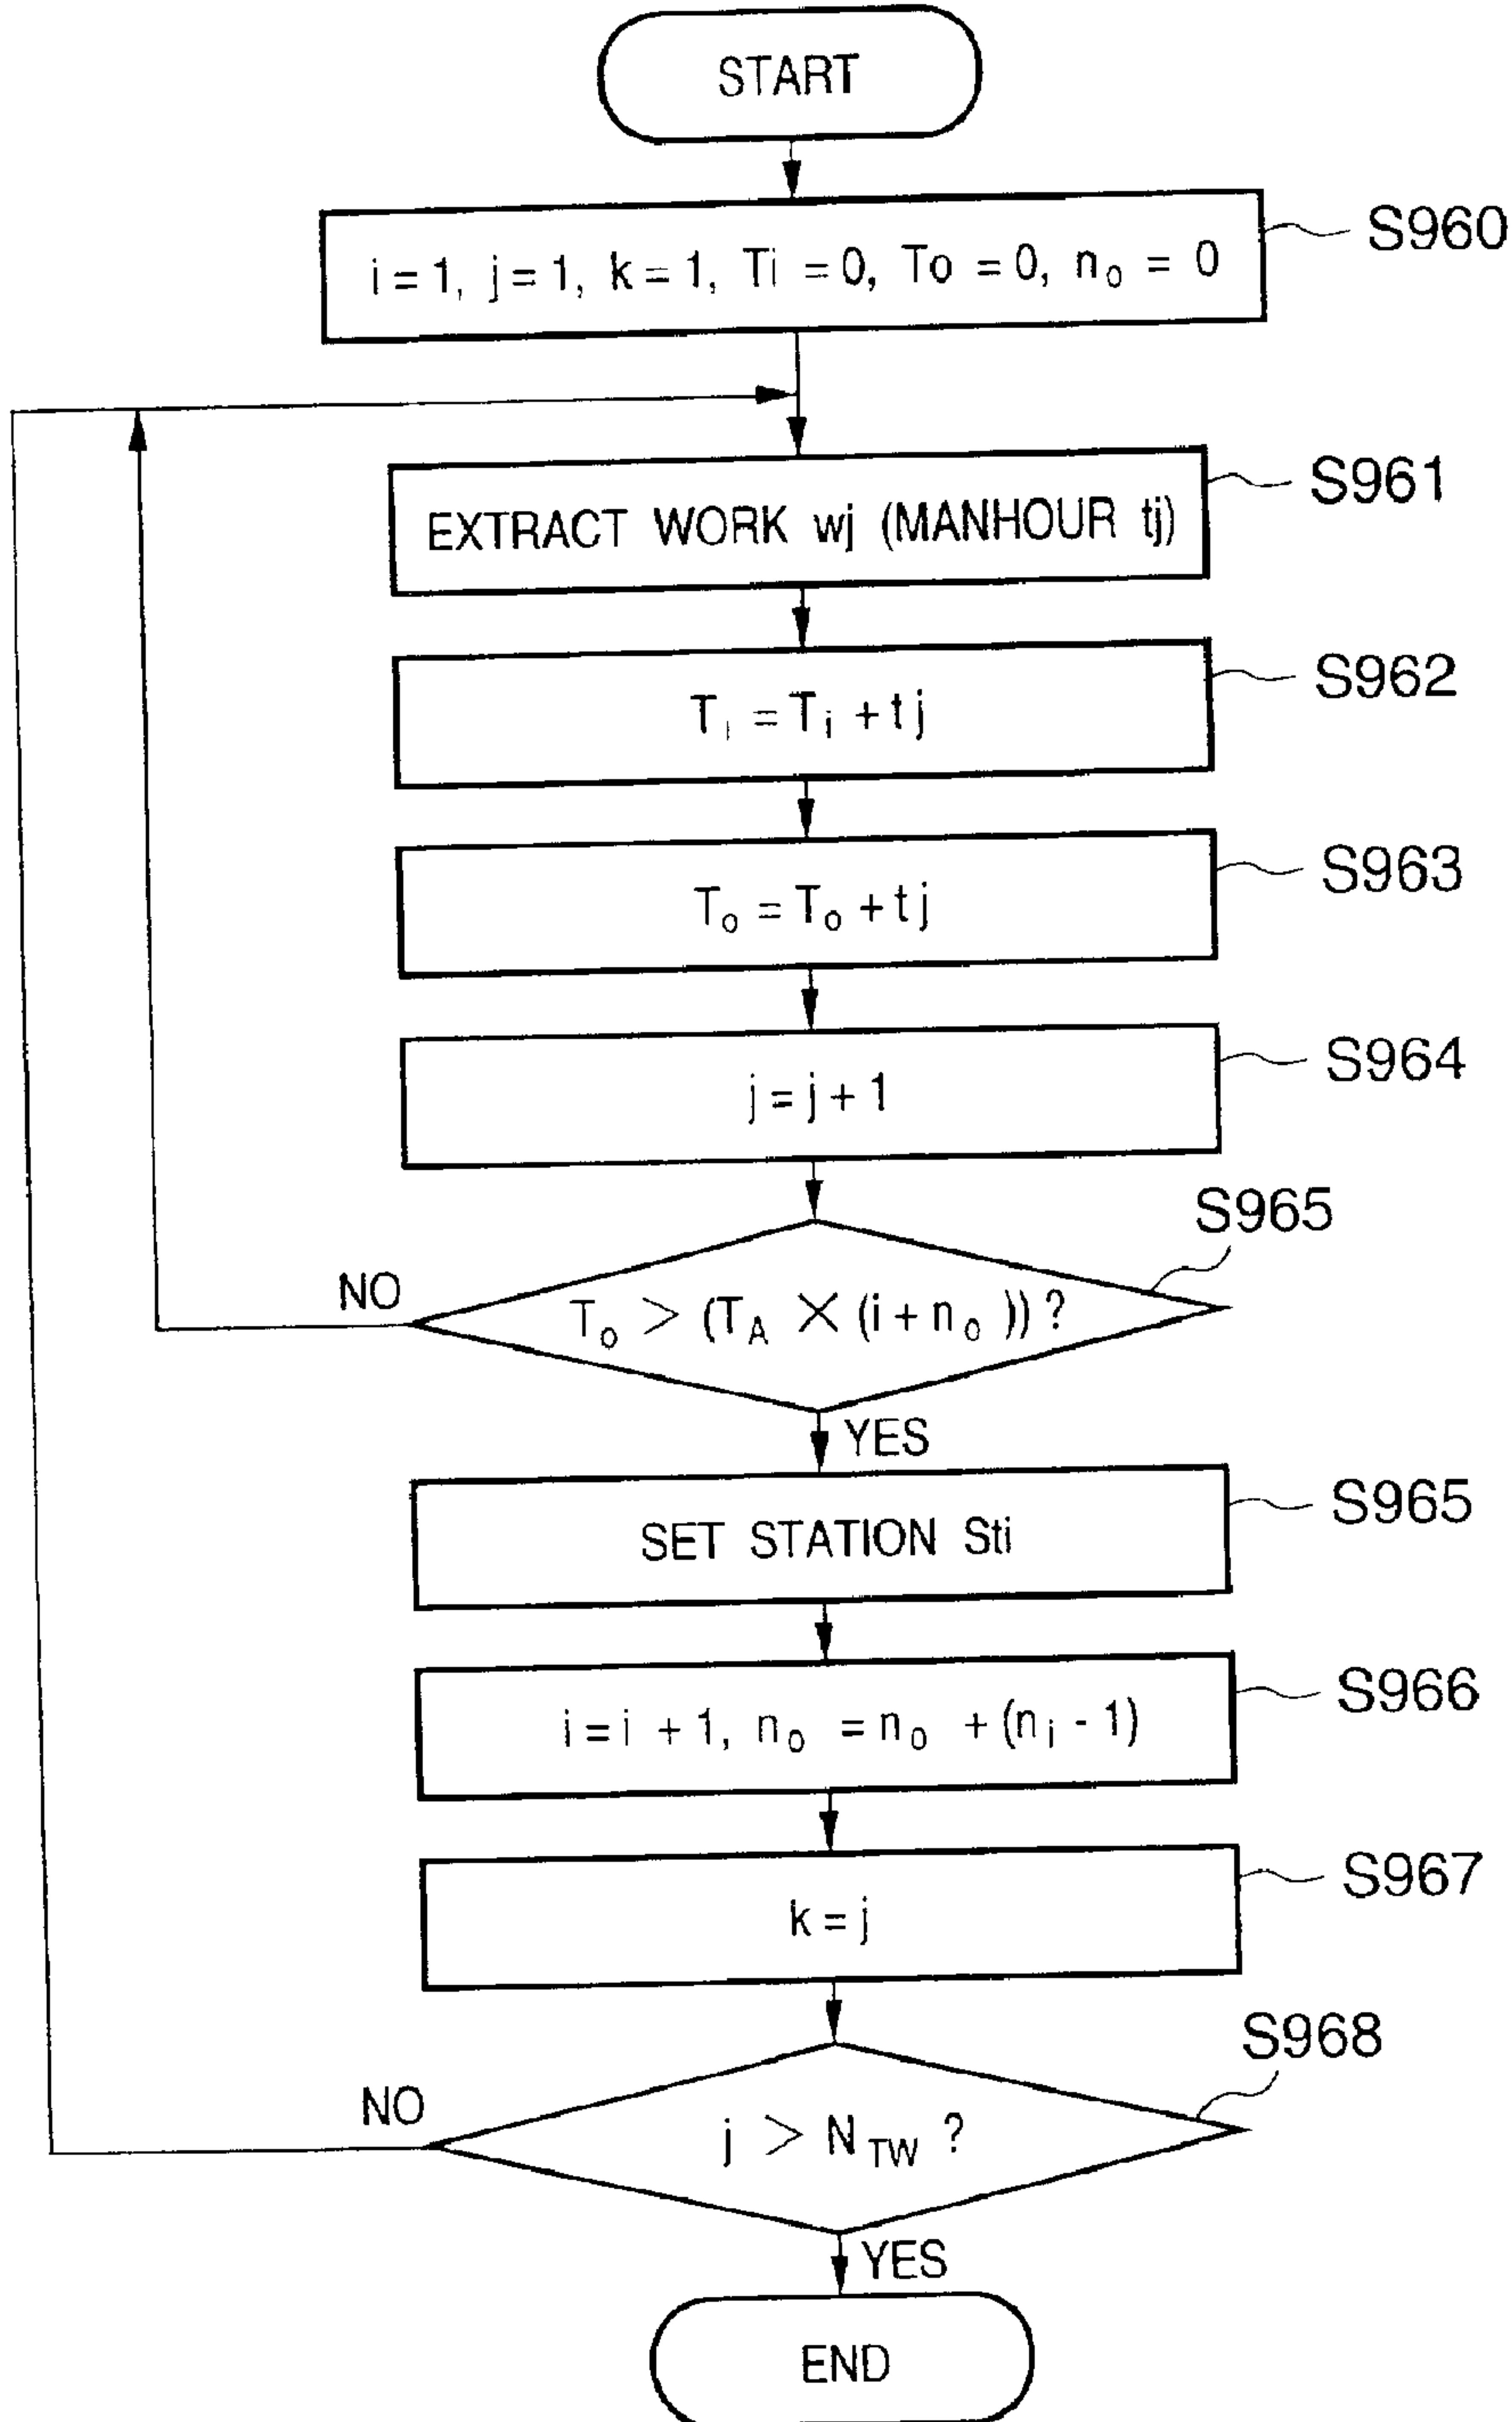 START
i = 1, j = 1, k = 1, Ti = 0, To = 0, n₀ = 0
S960
EXTRACT WORK wj (MANHOUR tj)
S961
Tᵢ = Tᵢ + tj
S962
Tₒ = Tₒ + tj
S963
j = j + 1
S964
S965
NO
Tₒ > (T_A × (i + n₀ )) ?
YES
SET STATION Sti
S965
i = i + 1, n₀ = n₀ + (nᵢ - 1)
S966
k = j
S967
S968
NO
j > N_TW ?
YES
END